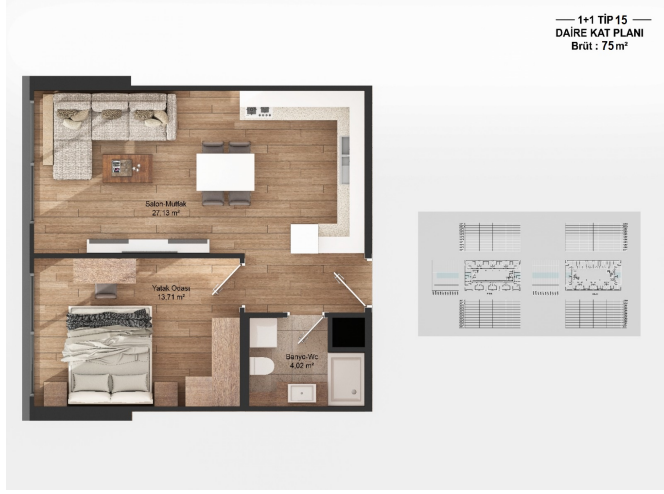 1+1 TİP 15
DAİRE KAT PLANI
Brüt : 75 m²
Salon-Mutfak
27,13 m²
Yatak Odası
13,71 m²
Banyo-Wc
4,02 m²